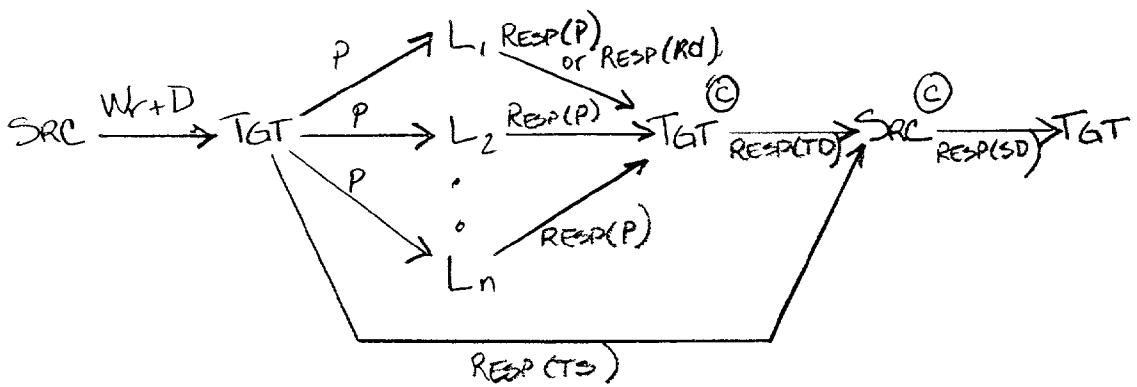 P L1 RESP(P)
or RESP(Rd)
Wr+D © ©
SRC TGT P L2 RESP(P) TGT RESP(TD) SRC RESP(SD) TGT
P
RESP(P)
Ln
RESP(TS)